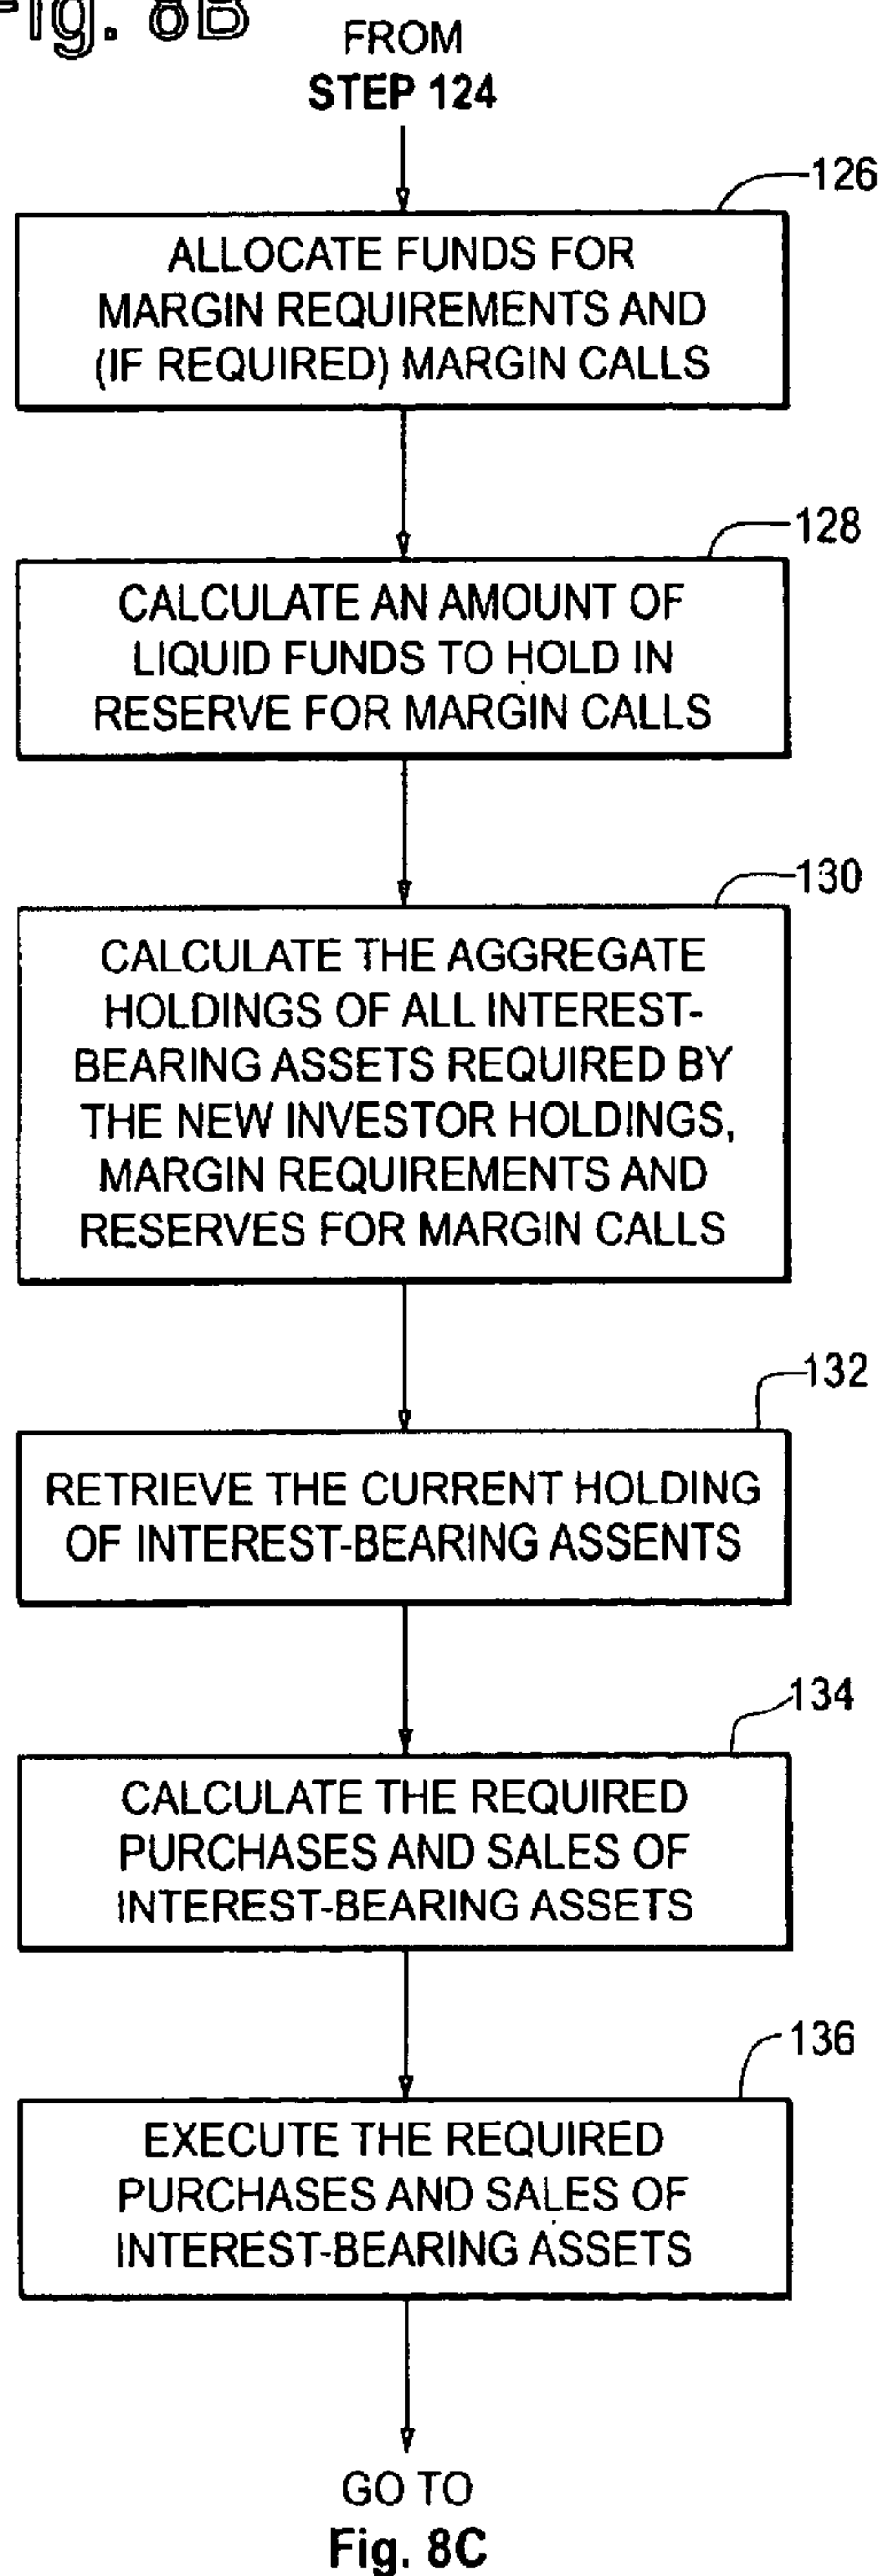 Fig. 8B
FROM
STEP 124
126
ALLOCATE FUNDS FOR
MARGIN REQUIREMENTS AND
(IF REQUIRED) MARGIN CALLS
128
CALCULATE AN AMOUNT OF
LIQUID FUNDS TO HOLD IN
RESERVE FOR MARGIN CALLS
130
CALCULATE THE AGGREGATE
HOLDINGS OF ALL INTEREST-
BEARING ASSETS REQUIRED BY
THE NEW INVESTOR HOLDINGS,
MARGIN REQUIREMENTS AND
RESERVES FOR MARGIN CALLS
132
RETRIEVE THE CURRENT HOLDING
OF INTEREST-BEARING ASSENTS
134
CALCULATE THE REQUIRED
PURCHASES AND SALES OF
INTEREST-BEARING ASSETS
136
EXECUTE THE REQUIRED
PURCHASES AND SALES OF
INTEREST-BEARING ASSETS
GO TO
Fig. 8C